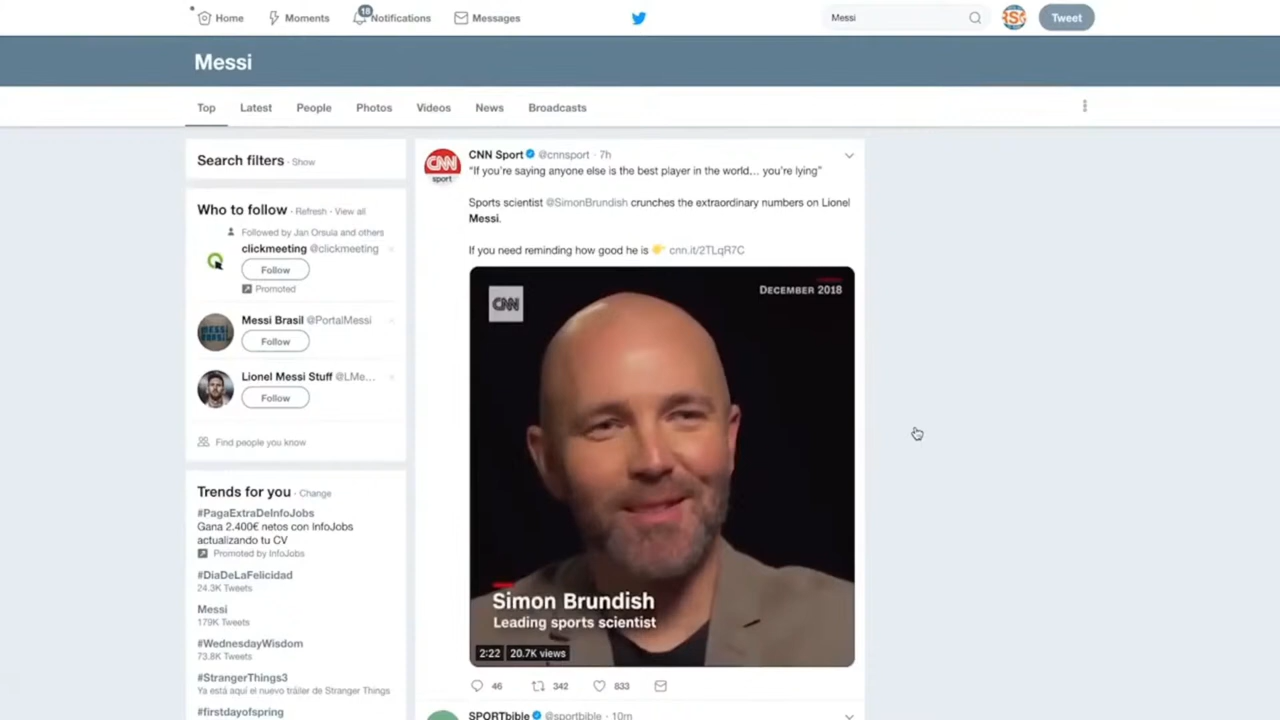 Home
Moments
18
Notifications
Messages
Messi
Tweet
Messi
Top
Latest
People
Photos
Videos
News
Broadcasts
Search filters · Show
Who to follow · Refresh · View all
Followed by Jan Orsula and others
clickmeeting @clickmeeting
Follow
Promoted
Messi Brasil @PortalMessi
Follow
Lionel Messi Stuff @LMe...
Follow
Find people you know
Trends for you · Change
#PagaExtraDeInfoJobs
Gana 2.400€ netos con InfoJobs
actualizando tu CV
Promoted by InfoJobs
#DiaDeLaFelicidad
24.3K Tweets
Messi
179K Tweets
#WednesdayWisdom
73.8K Tweets
#StrangerThings3
Ya está aquí el nuevo tráiler de Stranger Things
#firstdayofspring
CNN sport
CNN Sport @cnnsport · 7h
“If you’re saying anyone else is the best player in the world... you’re lying”
Sports scientist @SimonBrundish crunches the extraordinary numbers on Lionel
Messi.
If you need reminding how good he is 👉 cnn.it/2TLqR7C
CNN
DECEMBER 2018
Simon Brundish
Leading sports scientist
2:22
20.7K views
46
342
833
SPORTbible @sportbible · 10m